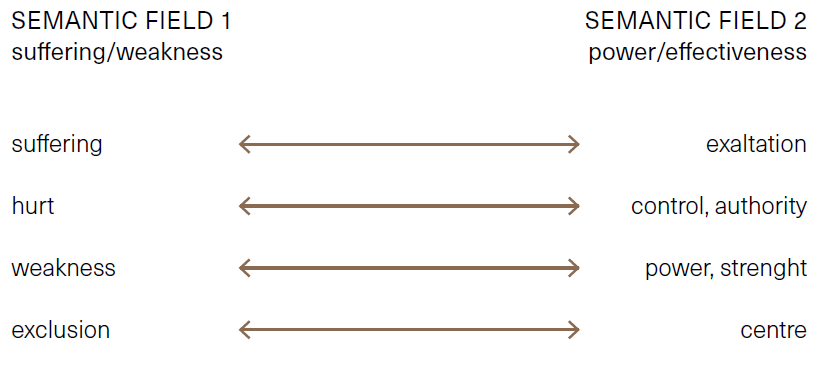 SEMANTIC FIELD 1 SEMANTIC FIELD 2
suffering/weakness power/effectiveness
suffering exaltation
hurt control, authority
weakness power, strenght
exclusion centre